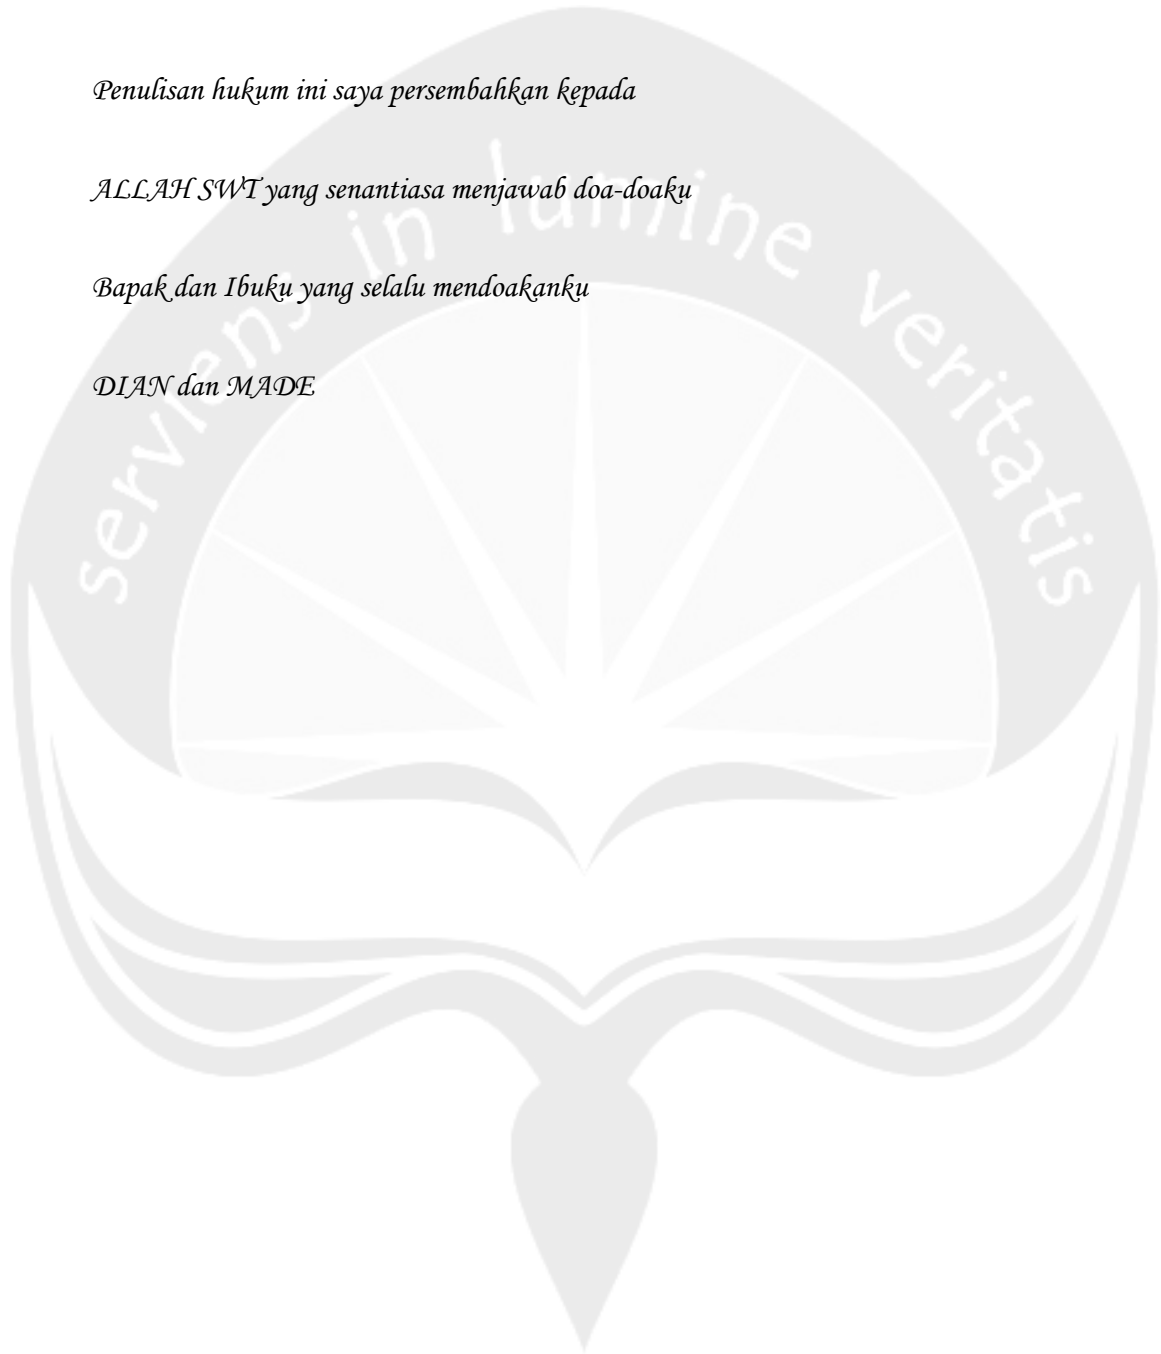 Penulisan hukum ini saya persembahkan kepada
ALLAH SWT yang senantiasa menjawab doa-doaku
Bapak dan Ibuku yang selalu mendoakanku
DIAN dan MADE
serviens in lumine veritatis